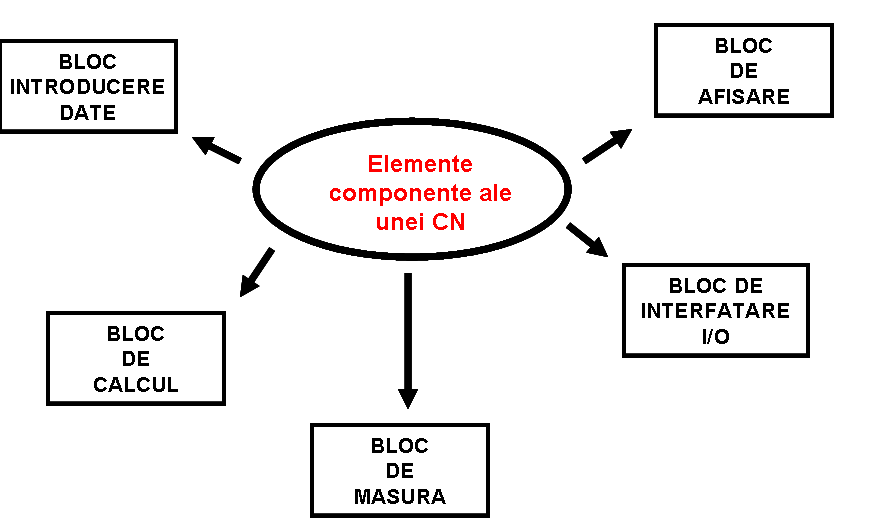 BLOC
INTRODUCERE
DATE
BLOC
DE
AFISARE
Elemente
componente ale
unei CN
BLOC DE
INTERFATARE
I/O
BLOC
DE
CALCUL
BLOC
DE
MASURA